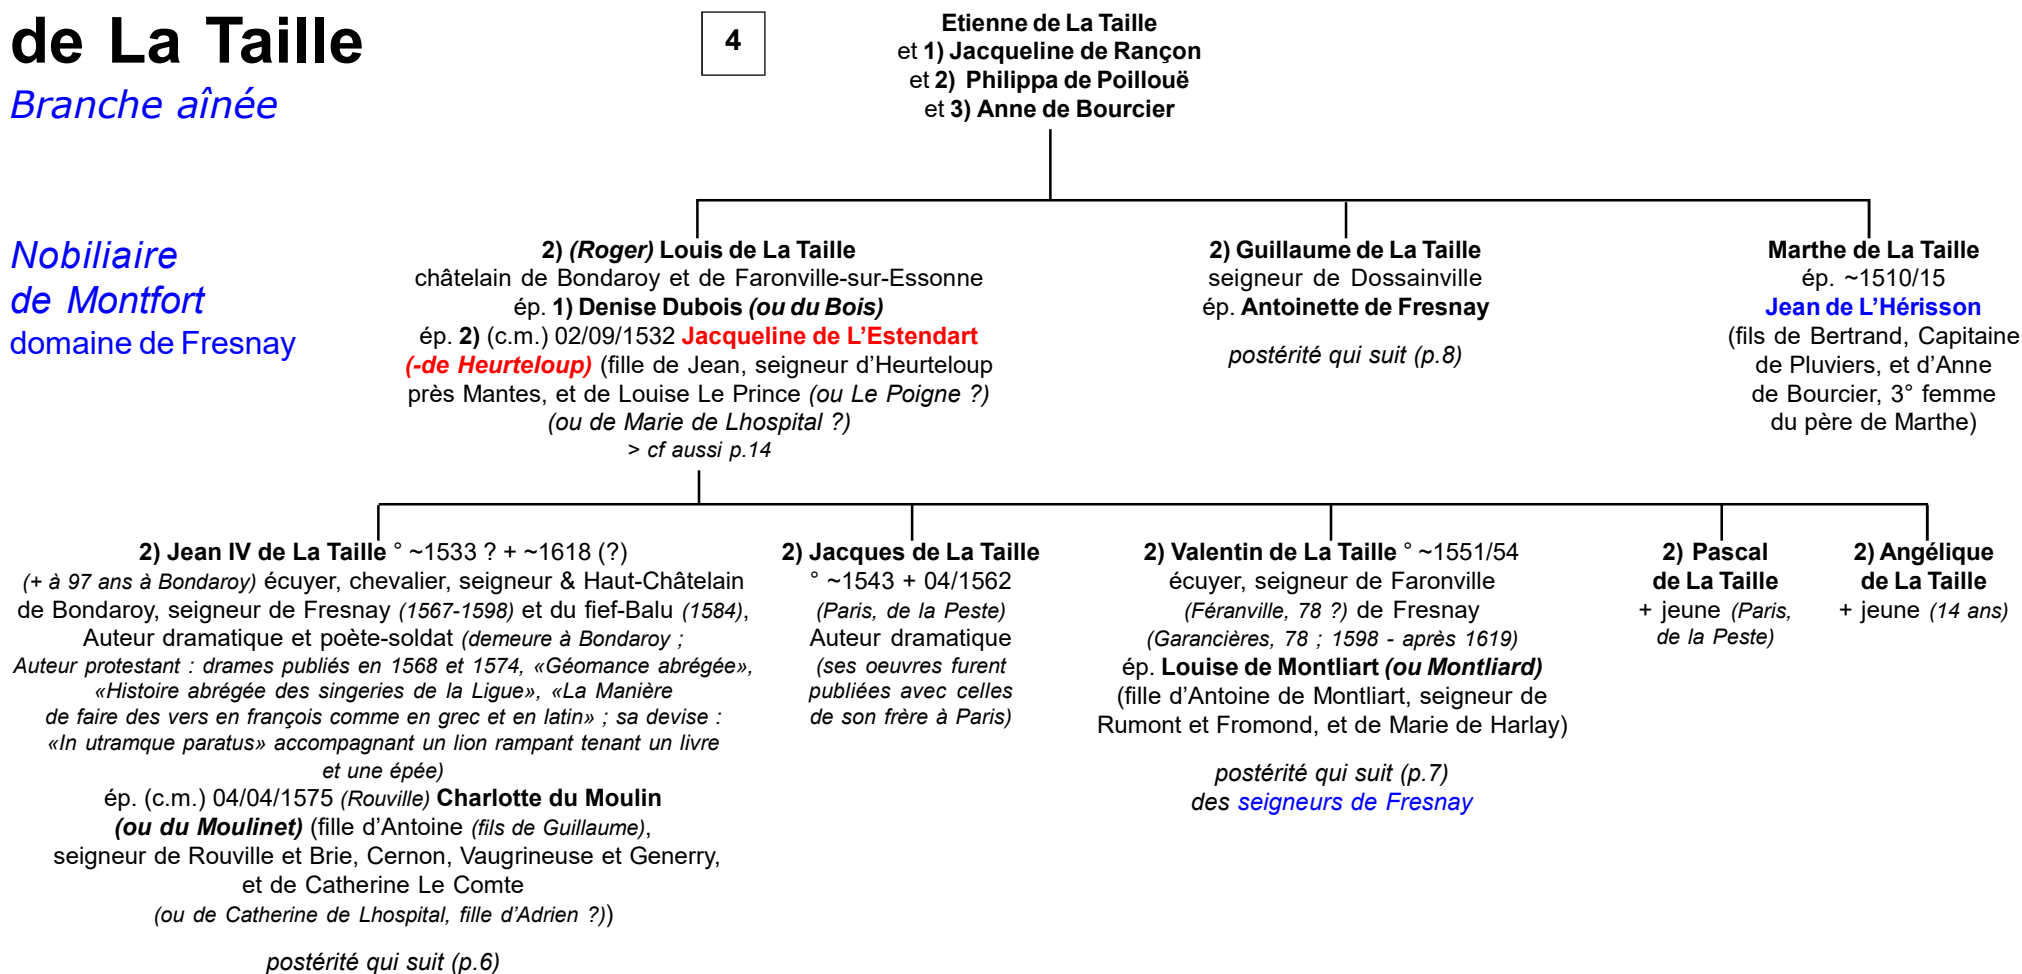 de La Taille
Branche aînée
4
Etienne de La Taille
et 1) Jacqueline de Rançon
et 2) Philippa de Poillouë
et 3) Anne de Bourcier
Nobiliaire
de Montfort
domaine de Fresnay
2) (Roger) Louis de La Taille
châtelain de Bondaroy et de Faronville-sur-Essonne
ép. 1) Denise Dubois (ou du Bois)
ép. 2) (c.m.) 02/09/1532 Jacqueline de L'Estendart
(-de Heurteloup) (fille de Jean, seigneur d'Heurteloup
près Mantes, et de Louise Le Prince (ou Le Poigne ?)
(ou de Marie de Lhospital ?)
> cf aussi p.14
2) Guillaume de La Taille
seigneur de Dossainville
ép. Antoinette de Fresnay
postérité qui suit (p.8)
Marthe de La Taille
ép. ~1510/15
Jean de L'Hérisson
(fils de Bertrand, Capitaine
de Pluviers, et d'Anne
de Bourcier, 3° femme
du père de Marthe)
2) Jean IV de La Taille ° ~1533 ? + ~1618 (?)
(+ à 97 ans à Bondaroy) écuyer, chevalier, seigneur & Haut-Châtelain
de Bondaroy, seigneur de Fresnay (1567-1598) et du fief-Balu (1584),
Auteur dramatique et poète-soldat (demeure à Bondaroy ;
Auteur protestant : drames publiés en 1568 et 1574, «Géomance abrégée»,
«Histoire abrégée des singeries de la Ligue», «La Manière
de faire des vers en françois comme en grec et en latin» ; sa devise :
«In utramque paratus» accompagnant un lion rampant tenant un livre
et une épée)
ép. (c.m.) 04/04/1575 (Rouville) Charlotte du Moulin
(ou du Moulinet) (fille d'Antoine (fils de Guillaume),
seigneur de Rouville et Brie, Cernon, Vaugrineuse et Generry,
et de Catherine Le Comte
(ou de Catherine de Lhospital, fille d'Adrien ?))
postérité qui suit (p.6)
2) Jacques de La Taille
° ~1543 + 04/1562
(Paris, de la Peste)
Auteur dramatique
(ses oeuvres furent
publiées avec celles
de son frère à Paris)
2) Valentin de La Taille ° ~1551/54
écuyer, seigneur de Faronville
(Féranville, 78 ?) de Fresnay
(Garancières, 78 ; 1598 - après 1619)
ép. Louise de Montliart (ou Montliard)
(fille d'Antoine de Montliart, seigneur de
Rumont et Fromond, et de Marie de Harlay)
postérité qui suit (p.7)
des seigneurs de Fresnay
2) Pascal
de La Taille
+ jeune (Paris,
de la Peste)
2) Angélique
de La Taille
+ jeune (14 ans)